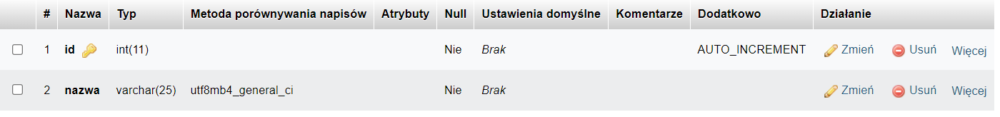 # Nazwa Typ Metoda porównywania napisów Atrybuty Null Ustawienia domyślne Komentarze Dodatkowo Działanie
1 id int(11) Nie Brak AUTO_INCREMENT Zmień Usuń Więcej
2 nazwa varchar(25) utf8mb4_general_ci Nie Brak Zmień Usuń Więcej